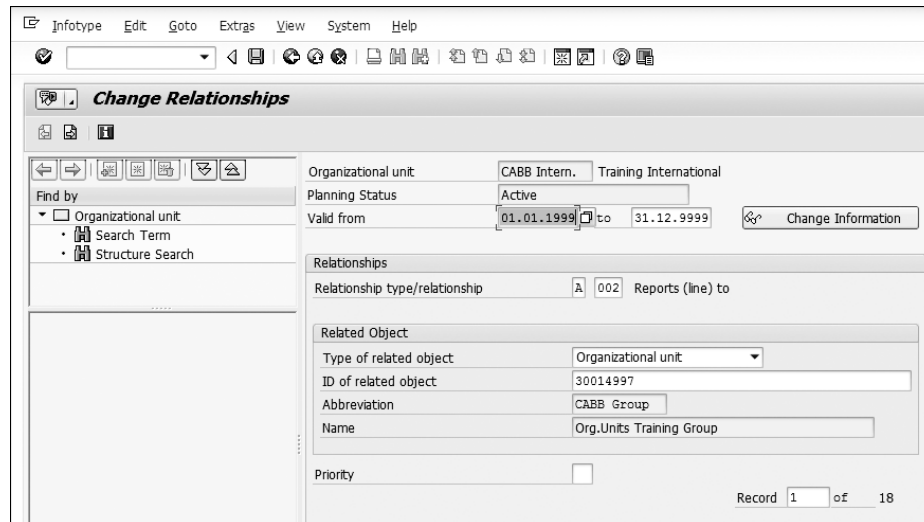 Infotype Edit Goto Extras View System Help
Change Relationships
Find by
Organizational unit
Search Term
Structure Search
Organizational unit CABB Intern. Training International
Planning Status Active
Valid from 01.01.1999 to 31.12.9999 Change Information
Relationships
Relationship type/relationship A 002 Reports (line) to
Related Object
Type of related object Organizational unit
ID of related object 30014997
Abbreviation CABB Group
Name Org.Units Training Group
Priority
Record 1 of 18